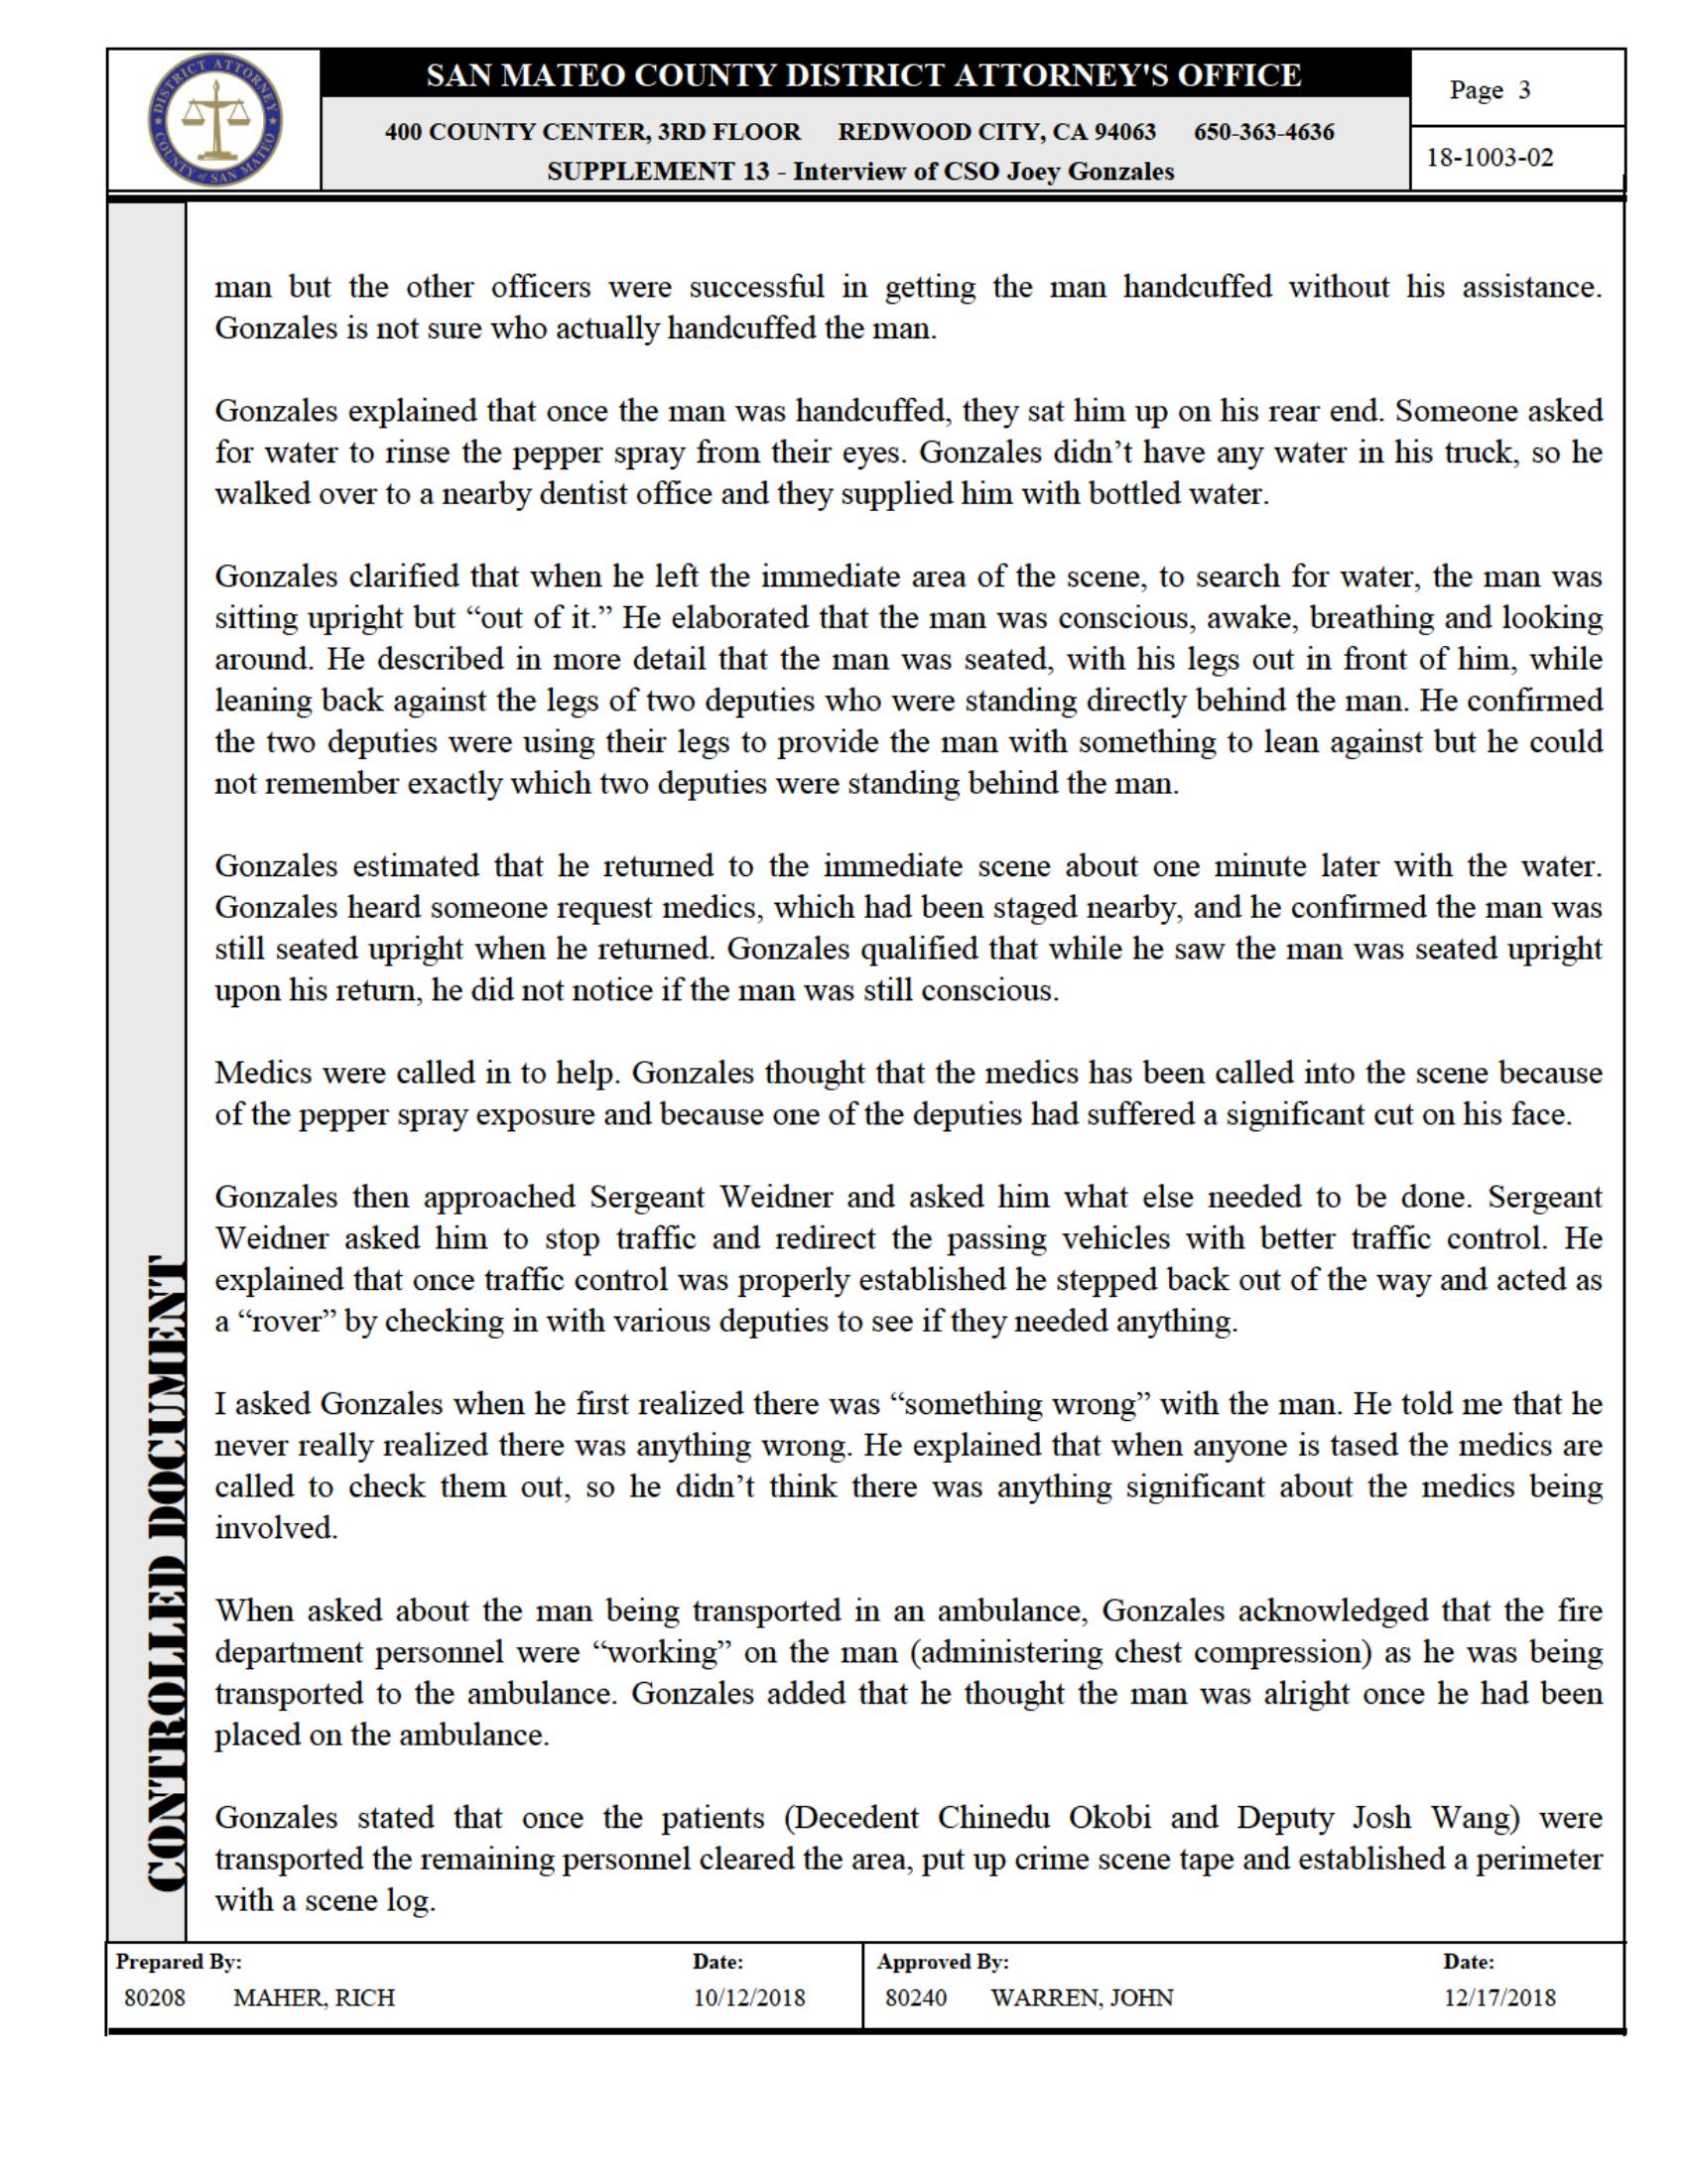 DISTRICT ATTORNEY
COUNTY of SAN MATEO
SAN MATEO COUNTY DISTRICT ATTORNEY'S OFFICE
400 COUNTY CENTER, 3RD FLOOR REDWOOD CITY, CA 94063 650-363-4636
SUPPLEMENT 13 - Interview of CSO Joey Gonzales
Page 3
18-1003-02
man but the other officers were successful in getting the man handcuffed without his assistance.
Gonzales is not sure who actually handcuffed the man.
Gonzales explained that once the man was handcuffed, they sat him up on his rear end. Someone asked
for water to rinse the pepper spray from their eyes. Gonzales didn’t have any water in his truck, so he
walked over to a nearby dentist office and they supplied him with bottled water.
Gonzales clarified that when he left the immediate area of the scene, to search for water, the man was
sitting upright but “out of it.” He elaborated that the man was conscious, awake, breathing and looking
around. He described in more detail that the man was seated, with his legs out in front of him, while
leaning back against the legs of two deputies who were standing directly behind the man. He confirmed
the two deputies were using their legs to provide the man with something to lean against but he could
not remember exactly which two deputies were standing behind the man.
Gonzales estimated that he returned to the immediate scene about one minute later with the water.
Gonzales heard someone request medics, which had been staged nearby, and he confirmed the man was
still seated upright when he returned. Gonzales qualified that while he saw the man was seated upright
upon his return, he did not notice if the man was still conscious.
Medics were called in to help. Gonzales thought that the medics has been called into the scene because
of the pepper spray exposure and because one of the deputies had suffered a significant cut on his face.
Gonzales then approached Sergeant Weidner and asked him what else needed to be done. Sergeant
Weidner asked him to stop traffic and redirect the passing vehicles with better traffic control. He
explained that once traffic control was properly established he stepped back out of the way and acted as
a “rover” by checking in with various deputies to see if they needed anything.
I asked Gonzales when he first realized there was “something wrong” with the man. He told me that he
never really realized there was anything wrong. He explained that when anyone is tased the medics are
called to check them out, so he didn’t think there was anything significant about the medics being
involved.
When asked about the man being transported in an ambulance, Gonzales acknowledged that the fire
department personnel were “working” on the man (administering chest compression) as he was being
transported to the ambulance. Gonzales added that he thought the man was alright once he had been
placed on the ambulance.
Gonzales stated that once the patients (Decedent Chinedu Okobi and Deputy Josh Wang) were
transported the remaining personnel cleared the area, put up crime scene tape and established a perimeter
with a scene log.
CONTROLLED DOCUMENT
Prepared By: Date: Approved By: Date:
80208 MAHER, RICH 10/12/2018 80240 WARREN, JOHN 12/17/2018